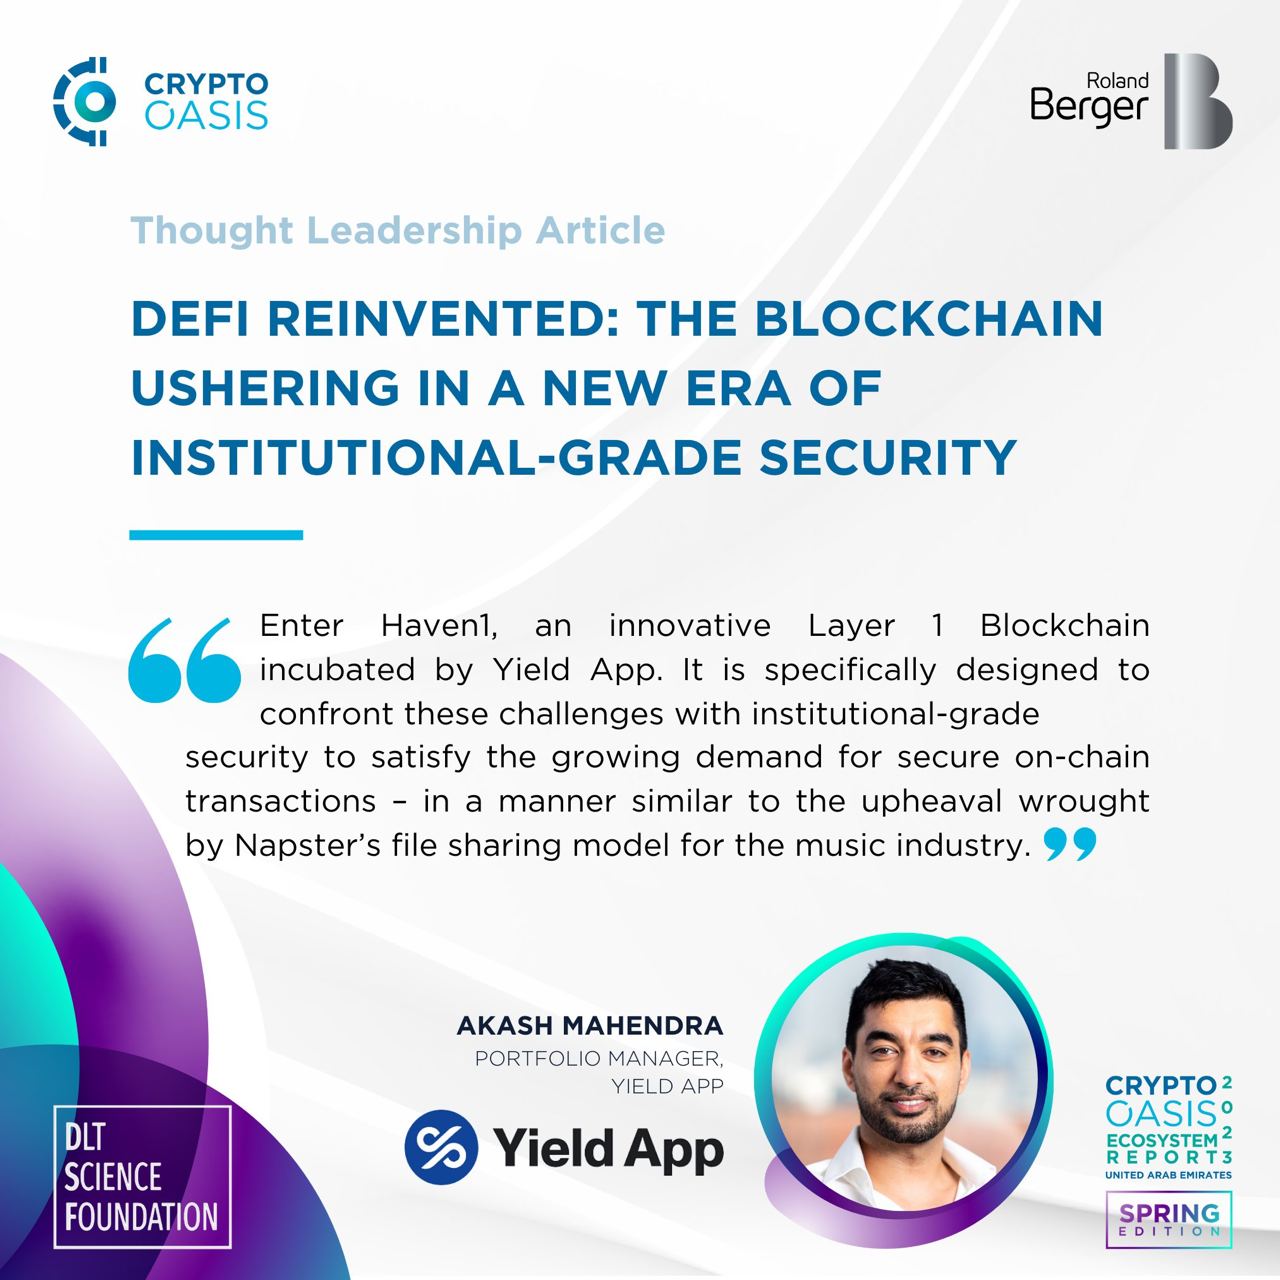 CRYPTO
OASIS
Roland
Berger
Thought Leadership Article
DEFI REINVENTED: THE BLOCKCHAIN
USHERING IN A NEW ERA OF
INSTITUTIONAL-GRADE SECURITY
“ Enter Haven1, an innovative Layer 1 Blockchain
incubated by Yield App. It is specifically designed to
confront these challenges with institutional-grade
security to satisfy the growing demand for secure on-chain
transactions – in a manner similar to the upheaval wrought
by Napster’s file sharing model for the music industry. ”
AKASH MAHENDRA
PORTFOLIO MANAGER,
YIELD APP
Yield App
DLT
SCIENCE
FOUNDATION
CRYPTO 2
OASIS 0
ECOSYSTEM 2
REPORT 3
UNITED ARAB EMIRATES
SPRING
EDITION